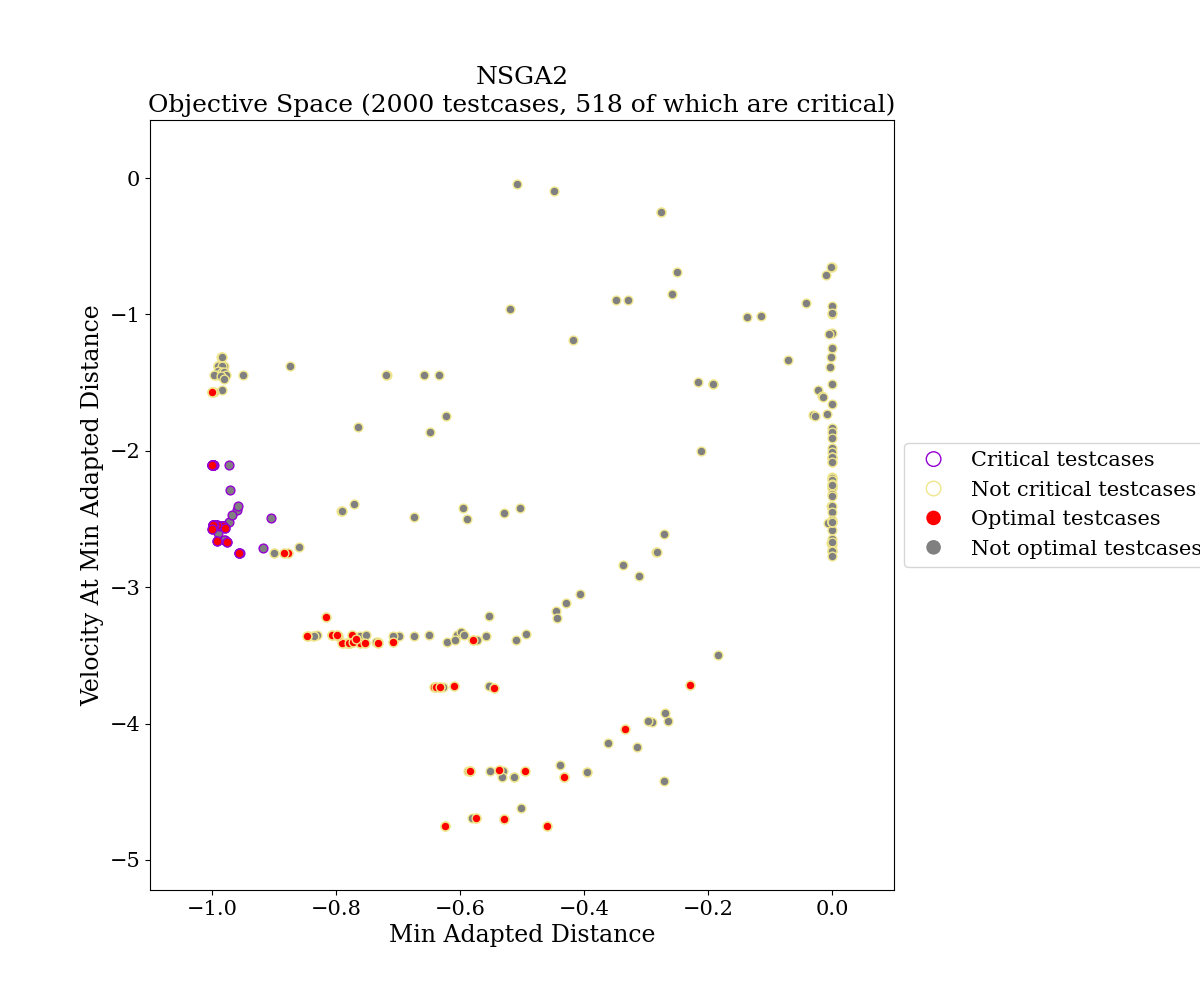 NSGA2
Objective Space (2000 testcases, 518 of which are critical)
Velocity At Min Adapted Distance
0
−1
−2
−3
−4
−5
−1.0 −0.8 −0.6 −0.4 −0.2 0.0
Min Adapted Distance
Critical testcases
Not critical testcases
Optimal testcases
Not optimal testcases